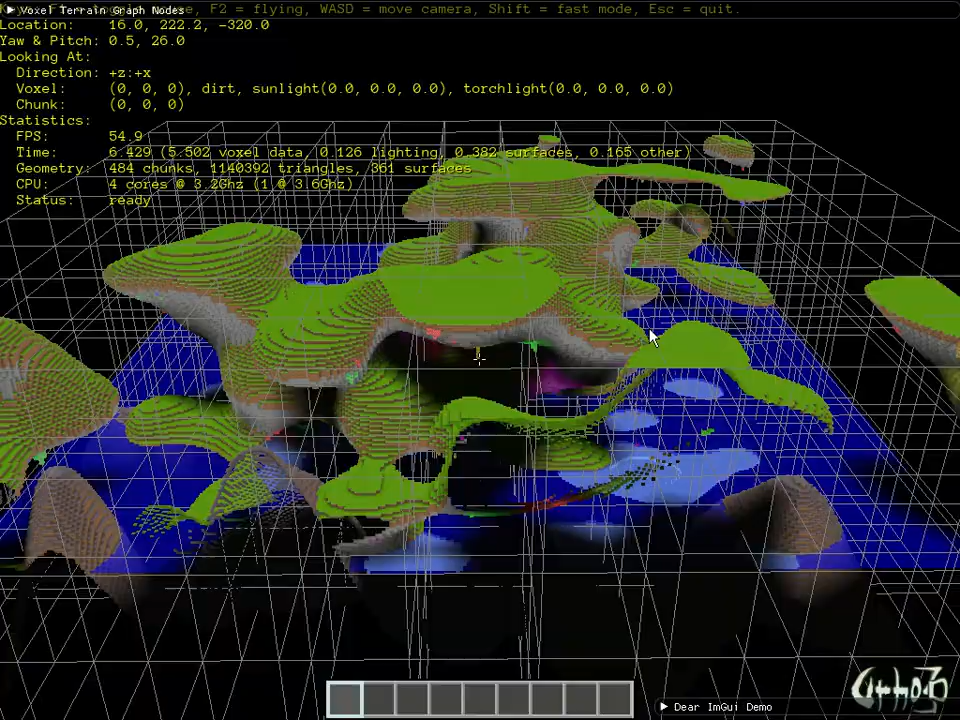 Voxel Terrain Graph Nodes, F2 = flying, WASD = move camera, Shift = fast mode, Esc = quit.
Location: 16.0, 222.2, -320.0
Yaw & Pitch: 0.5, 26.0
Looking At:
Direction: +z:+x
Voxel: (0, 0, 0), dirt, sunlight(0.0, 0.0, 0.0), torchlight(0.0, 0.0, 0.0)
Chunk: (0, 0, 0)
Statistics:
FPS: 54.9
Time: 6.429 (5.502 voxel data, 0.126 lighting, 0.382 surfaces, 0.165 other)
Geometry: 484 chunks, 1140392 triangles, 361 surfaces
CPU: 4 cores @ 3.2Ghz (1 @ 3.6Ghz)
Status: ready
Dear ImGui Demo